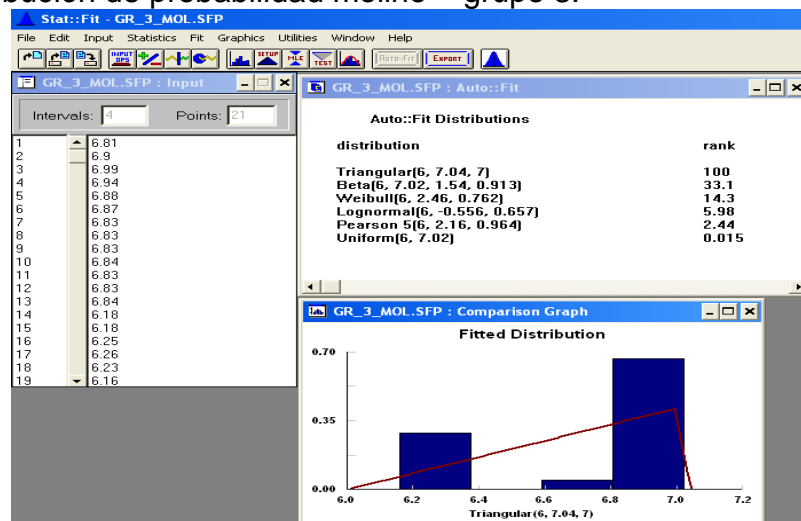 Stat::Fit - GR_3_MOL.SFP
File Edit Input Statistics Fit Graphics Utilities Window Help
INPUT OPS SETUP MLE TEST AUTO::FIT EXPORT
GR_3_MOL.SFP : Input
Intervals: 4 Points: 21
1 6.81
2 6.9
3 6.99
4 6.94
5 6.88
6 6.87
7 6.83
8 6.83
9 6.83
10 6.84
11 6.83
12 6.83
13 6.84
14 6.18
15 6.18
16 6.25
17 6.26
18 6.23
19 6.16
GR_3_MOL.SFP : Auto::Fit
Auto::Fit Distributions
distribution rank
Triangular(6, 7.04, 7) 100
Beta(6, 7.02, 1.54, 0.913) 33.1
Weibull(6, 2.46, 0.762) 14.3
Lognormal(6, -0.556, 0.657) 5.98
Pearson 5(6, 2.16, 0.964) 2.44
Uniform(6, 7.02) 0.015
GR_3_MOL.SFP : Comparison Graph
Fitted Distribution
0.70
0.35
0.00
6.0 6.2 6.4 6.6 6.8 7.0 7.2
Triangular(6, 7.04, 7)